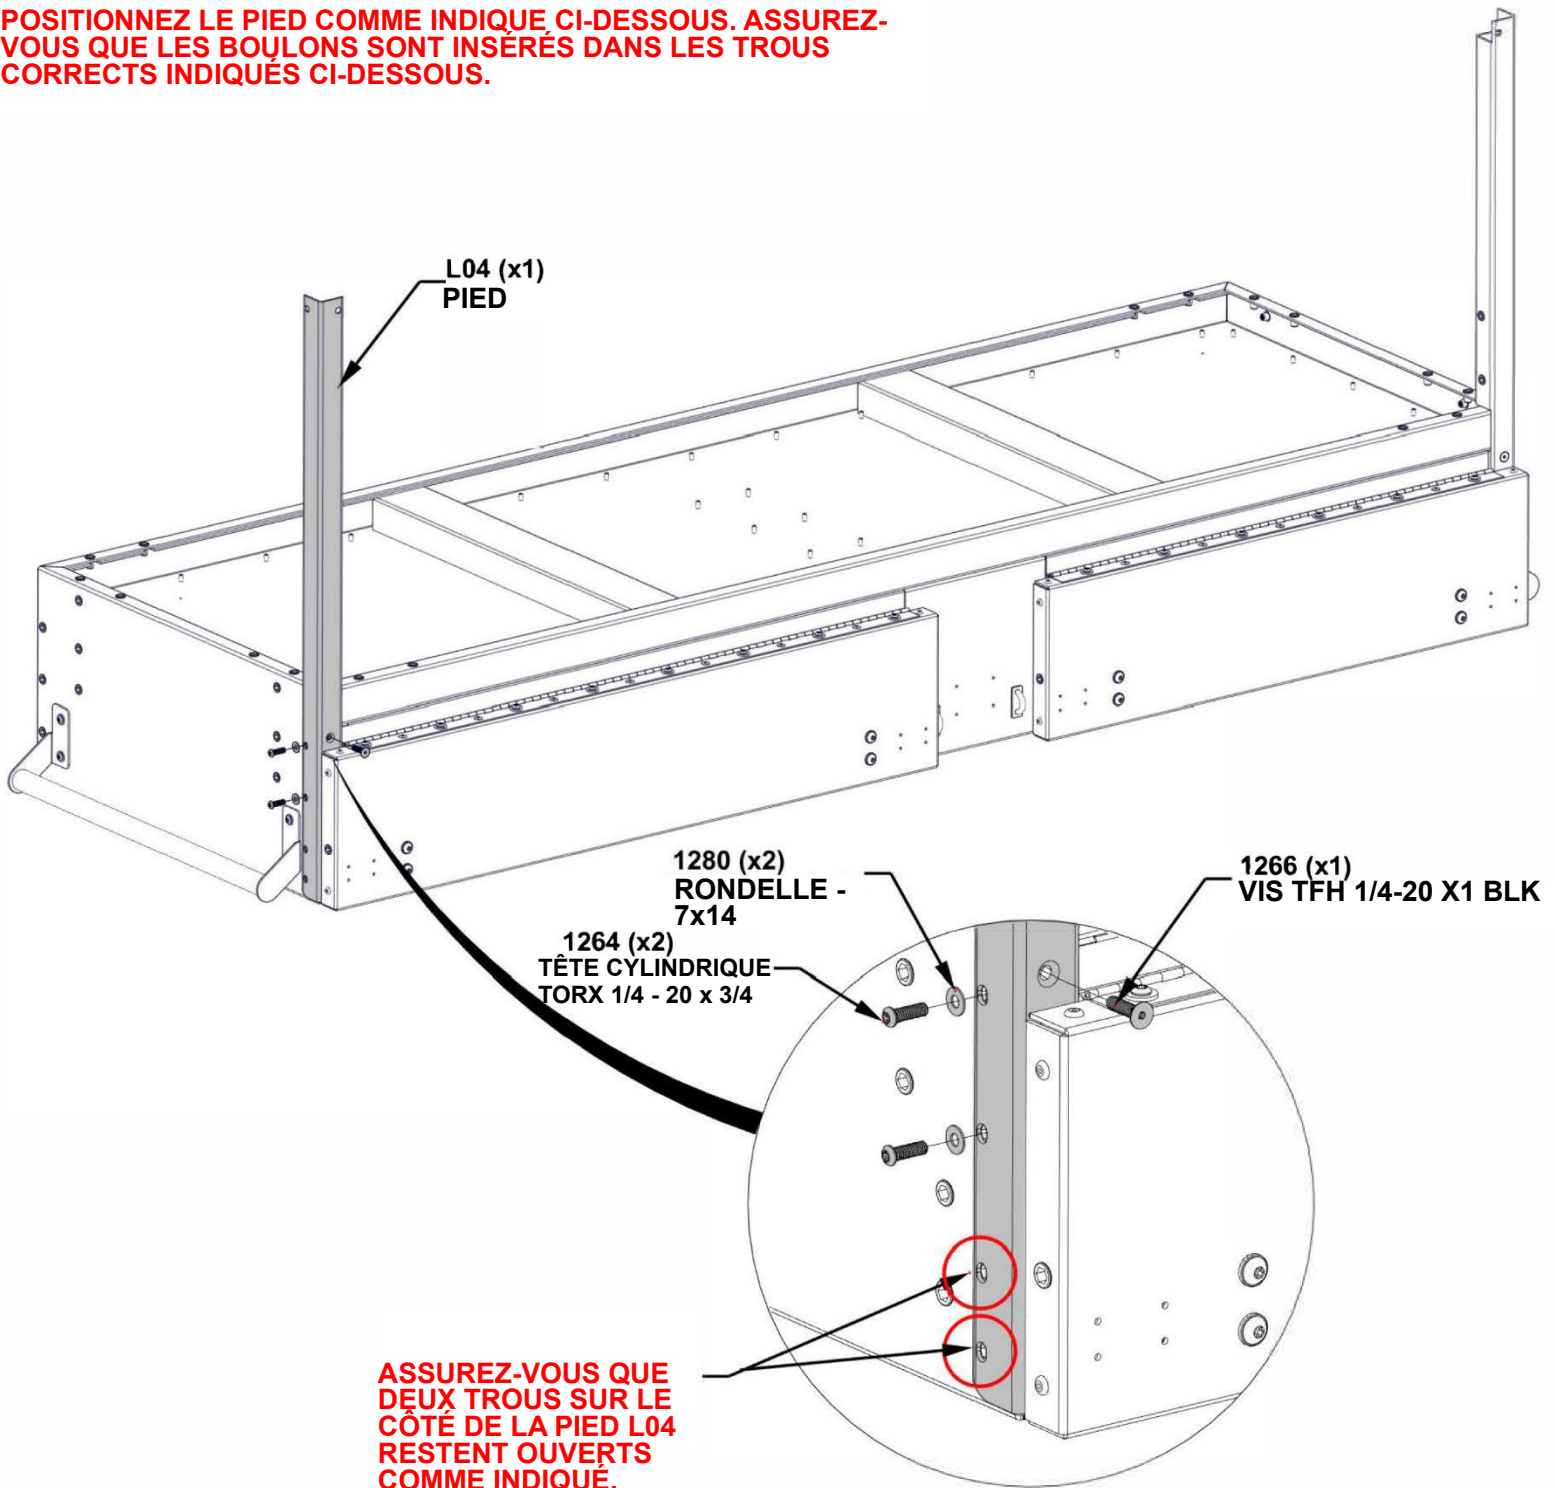 POSITIONNEZ LE PIED COMME INDIQUE CI-DESSOUS. ASSUREZ-
VOUS QUE LES BOULONS SONT INSÉRÉS DANS LES TROUS
CORRECTS INDIQUÉS CI-DESSOUS.
L04 (x1)
PIED
1280 (x2)
RONDELLE -
7x14
1266 (x1)
VIS TFH 1/4-20 X1 BLK
1264 (x2)
TÊTE CYLINDRIQUE
TORX 1/4 - 20 x 3/4
ASSUREZ-VOUS QUE
DEUX TROUS SUR LE
CÔTÉ DE LA PIED L04
RESTENT OUVERTS
COMME INDIQUÉ.